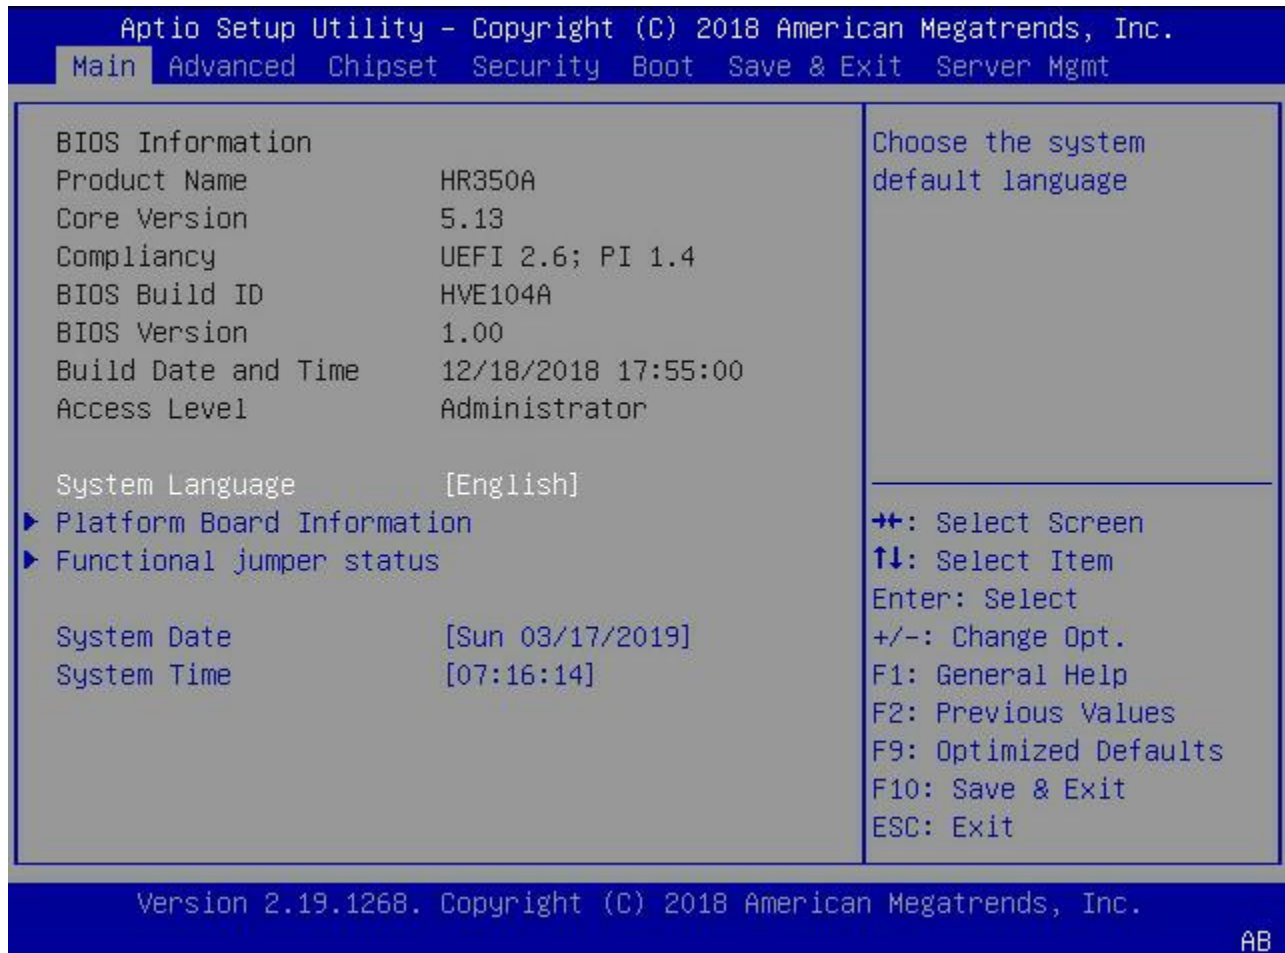 Aptio Setup Utility – Copyright (C) 2018 American Megatrends, Inc.
Main Advanced Chipset Security Boot Save & Exit Server Mgmt
BIOS Information
Product Name HR350A
Core Version 5.13
Compliancy UEFI 2.6; PI 1.4
BIOS Build ID HVE104A
BIOS Version 1.00
Build Date and Time 12/18/2018 17:55:00
Access Level Administrator
System Language [English]
Platform Board Information
Functional jumper status
System Date [Sun 03/17/2019]
System Time [07:16:14]
Choose the system
default language
→←: Select Screen
↑↓: Select Item
Enter: Select
+/-: Change Opt.
F1: General Help
F2: Previous Values
F9: Optimized Defaults
F10: Save & Exit
ESC: Exit
Version 2.19.1268. Copyright (C) 2018 American Megatrends, Inc.
AB